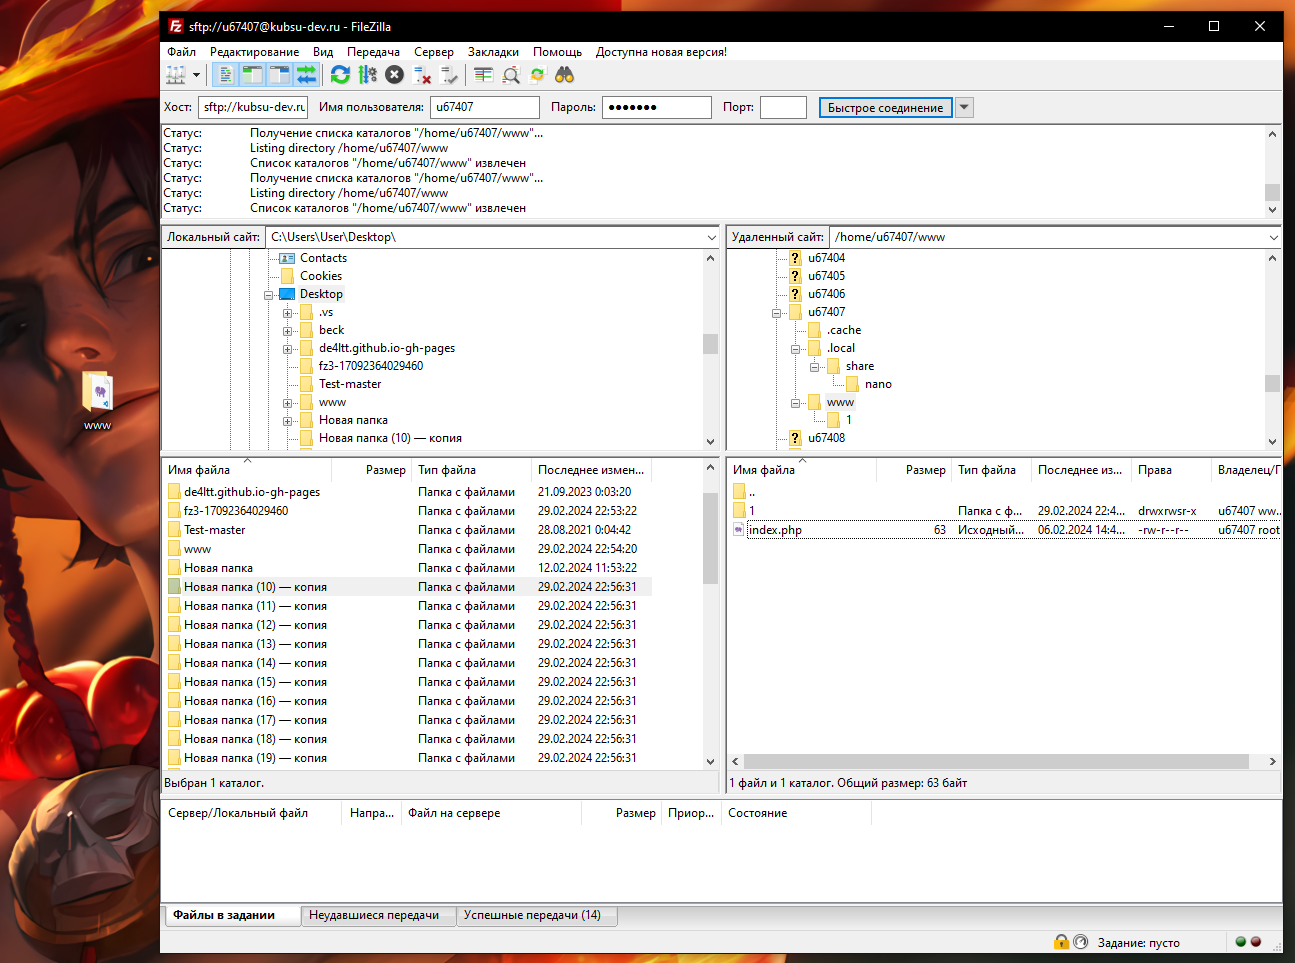 sftp://u67407@kubsu-dev.ru - FileZilla
Файл Редактирование Вид Передача Сервер Закладки Помощь Доступна новая версия!
Хост: sftp://kubsu-dev.ru Имя пользователя: u67407 Пароль: ●●●●●●● Порт: Быстрое соединение
Статус: Получение списка каталогов "/home/u67407/www"...
Статус: Listing directory /home/u67407/www
Статус: Список каталогов "/home/u67407/www" извлечен
Статус: Получение списка каталогов "/home/u67407/www"...
Статус: Listing directory /home/u67407/www
Статус: Список каталогов "/home/u67407/www" извлечен
Локальный сайт: C:\Users\User\Desktop\
Contacts
Cookies
Desktop
.vs
beck
de4ltt.github.io-gh-pages
fz3-17092364029460
Test-master
www
Новая папка
Новая папка (10) — копия
Удаленный сайт: /home/u67407/www
u67404
u67405
u67406
u67407
.cache
.local
share
nano
www
1
u67408
Имя файла Размер Тип файла Последнее измен...
de4ltt.github.io-gh-pages Папка с файлами 21.09.2023 0:03:20
fz3-17092364029460 Папка с файлами 29.02.2024 22:53:22
Test-master Папка с файлами 28.08.2021 0:04:42
www Папка с файлами 29.02.2024 22:54:20
Новая папка Папка с файлами 12.02.2024 11:53:22
Новая папка (10) — копия Папка с файлами 29.02.2024 22:56:31
Новая папка (11) — копия Папка с файлами 29.02.2024 22:56:31
Новая папка (12) — копия Папка с файлами 29.02.2024 22:56:31
Новая папка (13) — копия Папка с файлами 29.02.2024 22:56:31
Новая папка (14) — копия Папка с файлами 29.02.2024 22:56:31
Новая папка (15) — копия Папка с файлами 29.02.2024 22:56:31
Новая папка (16) — копия Папка с файлами 29.02.2024 22:56:31
Новая папка (17) — копия Папка с файлами 29.02.2024 22:56:31
Новая папка (18) — копия Папка с файлами 29.02.2024 22:56:31
Новая папка (19) — копия Папка с файлами 29.02.2024 22:56:31
Выбран 1 каталог.
Имя файла Размер Тип файла Последнее из... Права Владелец/Г
..
1 Папка с ф... 29.02.2024 22:4... drwxrwsr-x u67407 ww...
index.php 63 Исходный... 06.02.2024 14:4... -rw-r--r-- u67407 root
1 файл и 1 каталог. Общий размер: 63 байт
Сервер/Локальный файл Напра... Файл на сервере Размер Приор... Состояние
Файлы в задании Неудавшиеся передачи Успешные передачи (14)
Задание: пусто
www